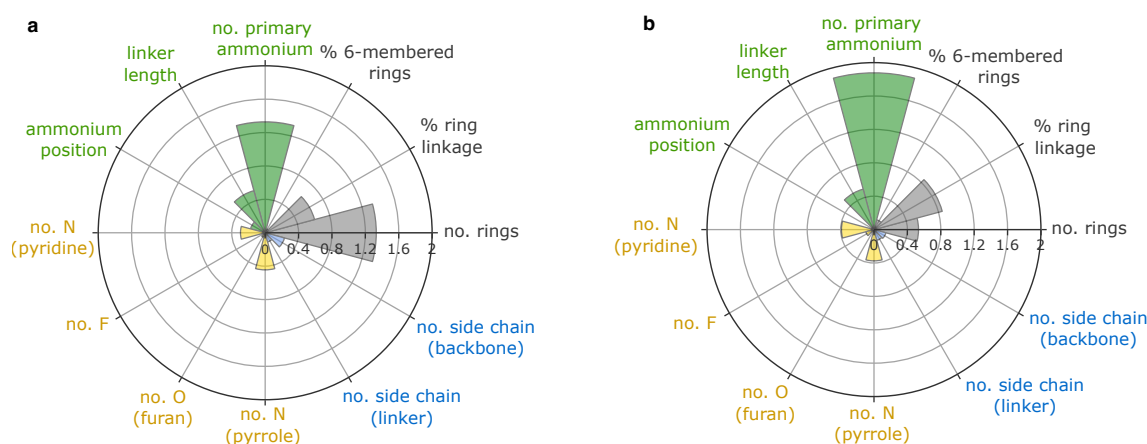 a
no. primary
ammonium
% 6-membered
rings
linker
length
% ring
linkage
ammonium
position
no. N
(pyridine)
0 0.4 0.8 1.2 1.6 2
no. rings
no. F
no. side chain
(backbone)
no. O
(furan)
no. N
(pyrrole)
no. side chain
(linker)
b
no. primary
ammonium
% 6-membered
rings
linker
length
% ring
linkage
ammonium
position
no. N
(pyridine)
0 0.4 0.8 1.2 1.6 2
no. rings
no. F
no. side chain
(backbone)
no. O
(furan)
no. N
(pyrrole)
no. side chain
(linker)